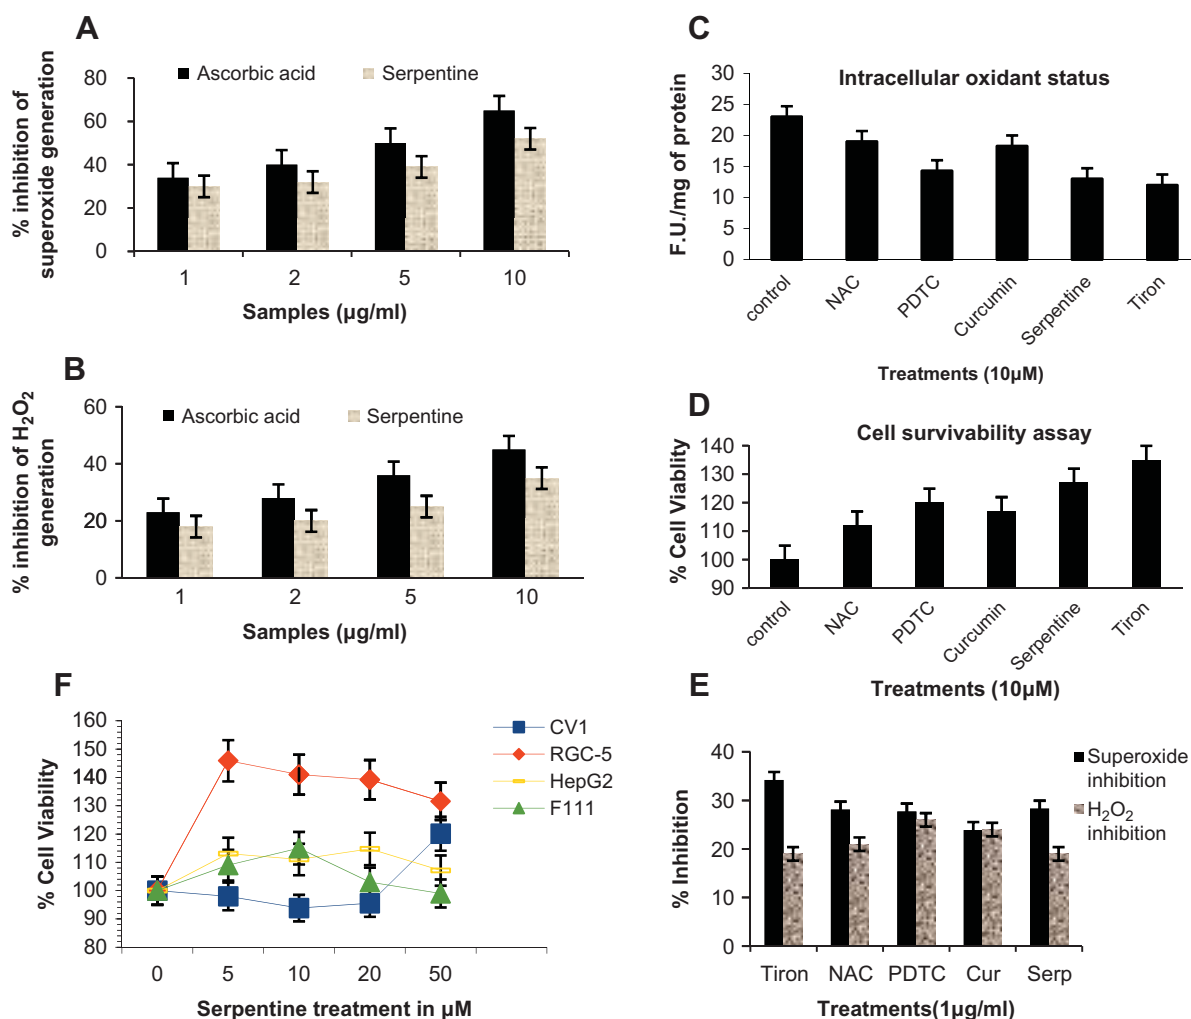 A
Ascorbic acid Serpentine
% inhibition of
superoxide generation
80
60
40
20
0
1 2 5 10
Samples (µg/ml)
B
Ascorbic acid Serpentine
% inhibition of H₂O₂
generation
60
40
20
0
1 2 5 10
Samples (µg/ml)
C
Intracellular oxidant status
F.U./mg of protein
30
25
20
15
10
5
0
control NAC PDTC Curcumin Serpentine Tiron
Treatments (10µM)
D
Cell survivability assay
% Cell Viablity
140
130
120
110
100
90
control NAC PDTC Curcumin Serpentine Tiron
Treatments (10µM)
F
% Cell Viability
160
150
140
130
120
110
100
90
80
0 5 10 20 50
Serpentine treatment in µM
CV1
RGC-5
HepG2
F111
E
% Inhibition
40
30
20
10
0
Tiron NAC PDTC Cur Serp
Treatments(1µg/ml)
Superoxide
inhibition
H₂O₂
inhibition